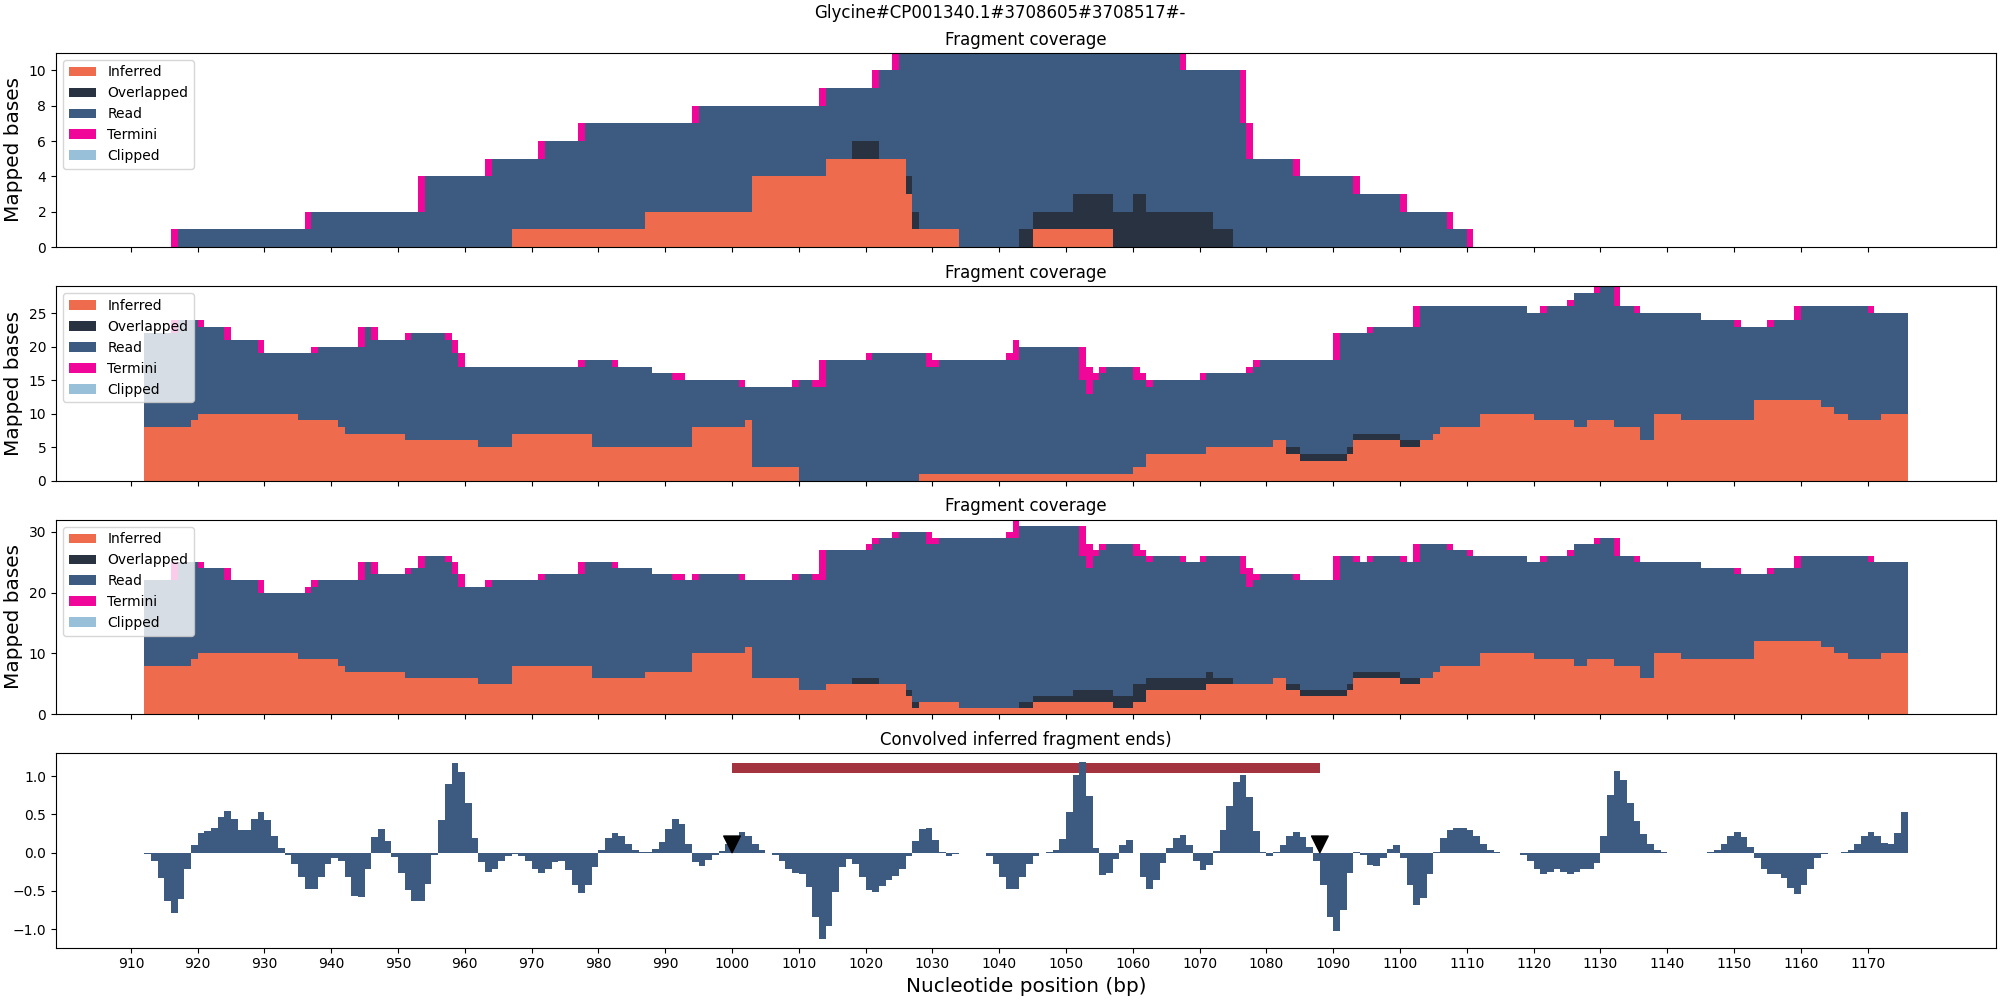 Glycine#CP001340.1#3708605#3708517#-
Fragment coverage
Mapped bases
10
8
6
4
2
0
Inferred
Overlapped
Read
Termini
Clipped
Fragment coverage
Mapped bases
25
20
15
10
5
0
Inferred
Overlapped
Read
Termini
Clipped
Fragment coverage
Mapped bases
30
20
10
0
Inferred
Overlapped
Read
Termini
Clipped
Convolved inferred fragment ends)
1.0
0.5
0.0
−0.5
−1.0
910 920 930 940 950 960 970 980 990 1000 1010 1020 1030 1040 1050 1060 1070 1080 1090 1100 1110 1120 1130 1140 1150 1160 1170
Nucleotide position (bp)